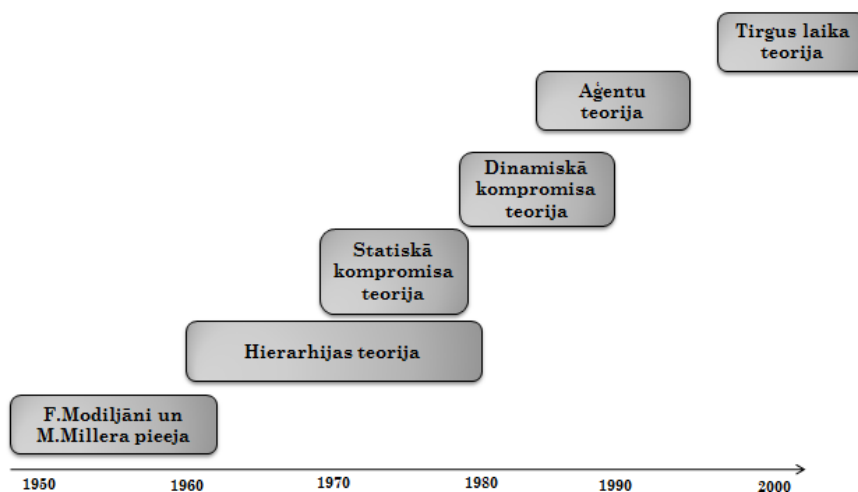 Tirgus laika
teorija
Aģentu
teorija
Dinamiskā
kompromisa
teorija
Statiskā
kompromisa
teorija
Hierarhijas teorija
F.Modiljāni un
M.Millera pieeja
1950 1960 1970 1980 1990 2000